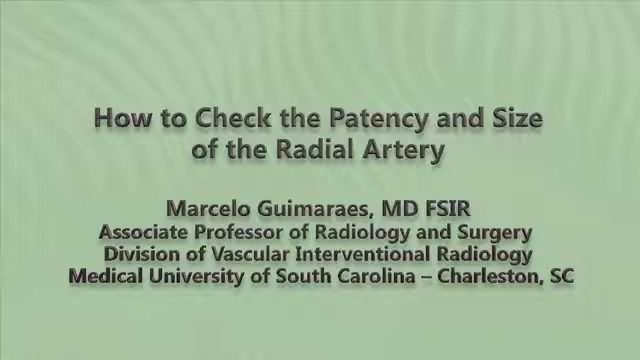 How to Check the Patency and Size
of the Radial Artery
Marcelo Guimaraes, MD FSIR
Associate Professor of Radiology and Surgery
Division of Vascular Interventional Radiology
Medical University of South Carolina – Charleston, SC